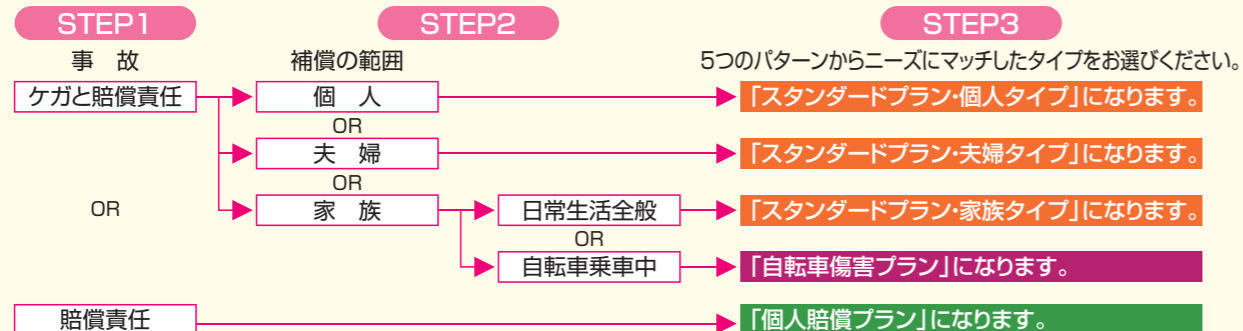 STEP1 STEP2 STEP3
事 故 補償の範囲 5つのパターンからニーズにマッチしたタイプをお選びください。
ケガと賠償責任 個 人 「スタンダードプラン・個人タイプ」になります。
OR
夫 婦 「スタンダードプラン・夫婦タイプ」になります。
OR
OR 家 族 日常生活全般 「スタンダードプラン・家族タイプ」になります。
OR
自転車乗車中 「自転車傷害プラン」になります。
賠償責任 「個人賠償プラン」になります。